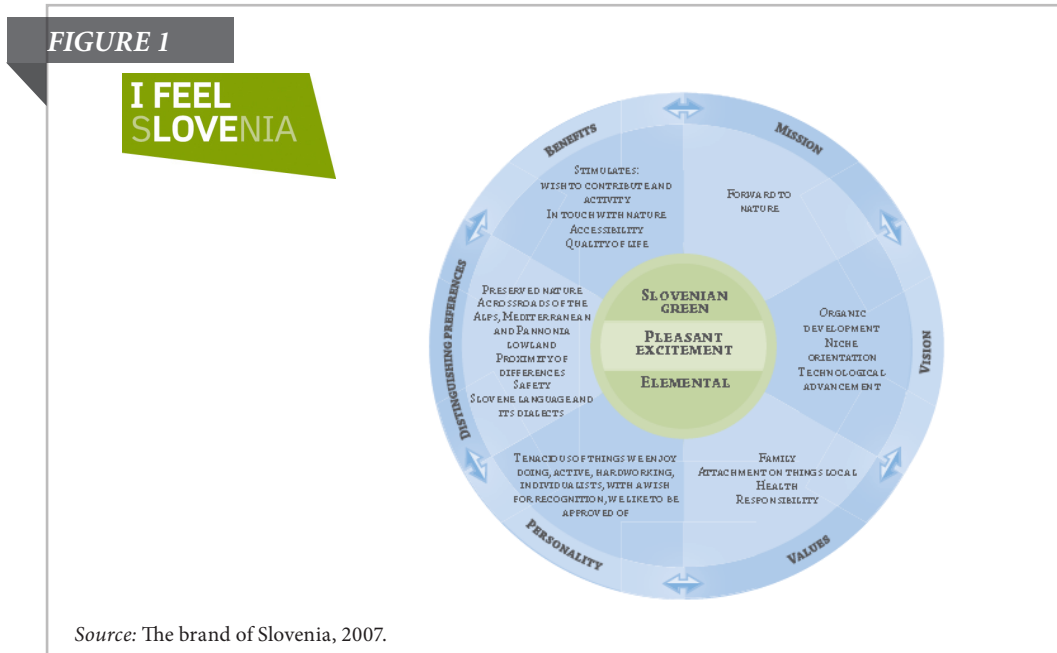 FIGURE 1
I FEEL
SLOVENIA
BENEFITS
STIMULATES:
WISH TO CONTRIBUTE AND
ACTIVITY
IN TOUCH WITH NATURE
ACCESSIBILITY
QUALITY OF LIFE
MISSION
FORWARD TO
NATURE
VISION
ORGANIC
DEVELOPMENT
NICHE
ORIENTATION
TECHNOLOGICAL
ADVANCEMENT
VALUES
FAMILY
ATTACHMENT ON THINGS LOCAL
HEALTH
RESPONSIBILITY
PERSONALITY
TENACIOUS OF THINGS WE ENJOY
DOING, ACTIVE, HARDWORKING,
INDIVIDUALISTS, WITH A WISH
FOR RECOGNITION, WE LIKE TO BE
APPROVED OF
DISTINGUISHING PREFERENCES
PRESERVED NATURE
A CROSSROADS OF THE
ALPS, MEDITERRANEAN
AND PANNONIA
LOWLAND
PROXIMITY OF
DIFFERENCES
SAFETY
SLOVENE LANGUAGE AND
ITS DIALECTS
SLOVENIAN
GREEN
PLEASANT
EXCITEMENT
ELEMENTAL
Source: The brand of Slovenia, 2007.